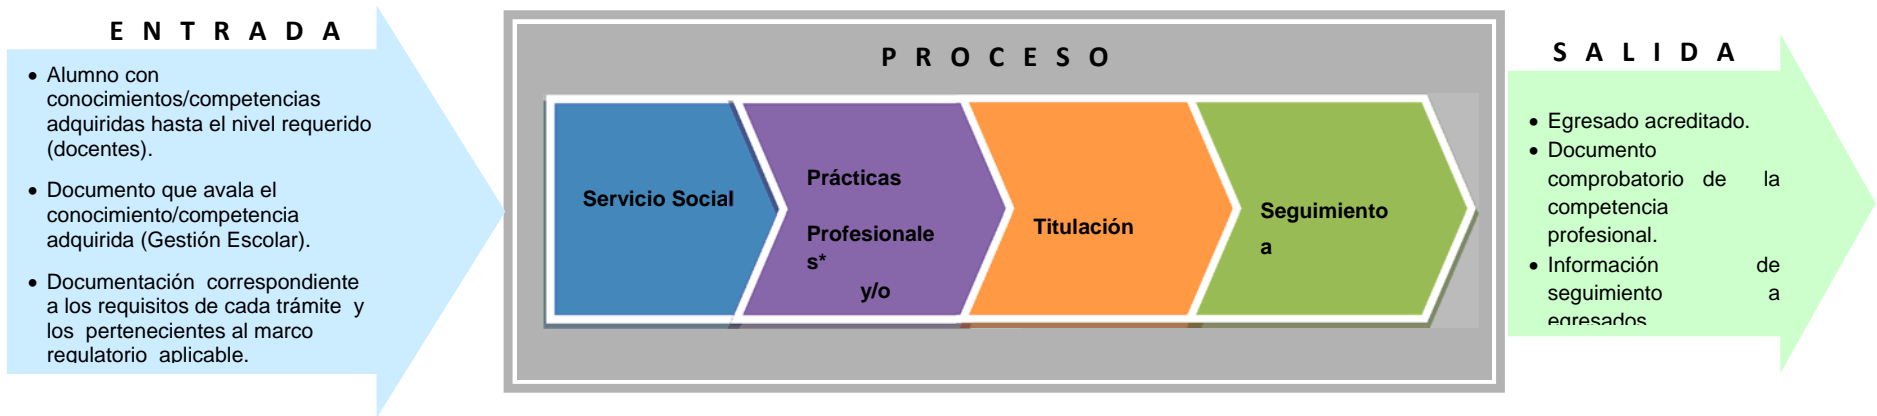 E N T R A D A
• Alumno con
conocimientos/competencias
adquiridas hasta el nivel requerido
(docentes).
• Documento que avala el
conocimiento/competencia
adquirida (Gestión Escolar).
• Documentación correspondiente
a los requisitos de cada trámite y
los pertenecientes al marco
regulatorio aplicable.
P R O C E S O
Servicio Social
Prácticas
Profesionale
s*
y/o
Titulación
Seguimiento
a
S A L I D A
• Egresado acreditado.
• Documento
comprobatorio de la
competencia
profesional.
• Información de
seguimiento a
egresados